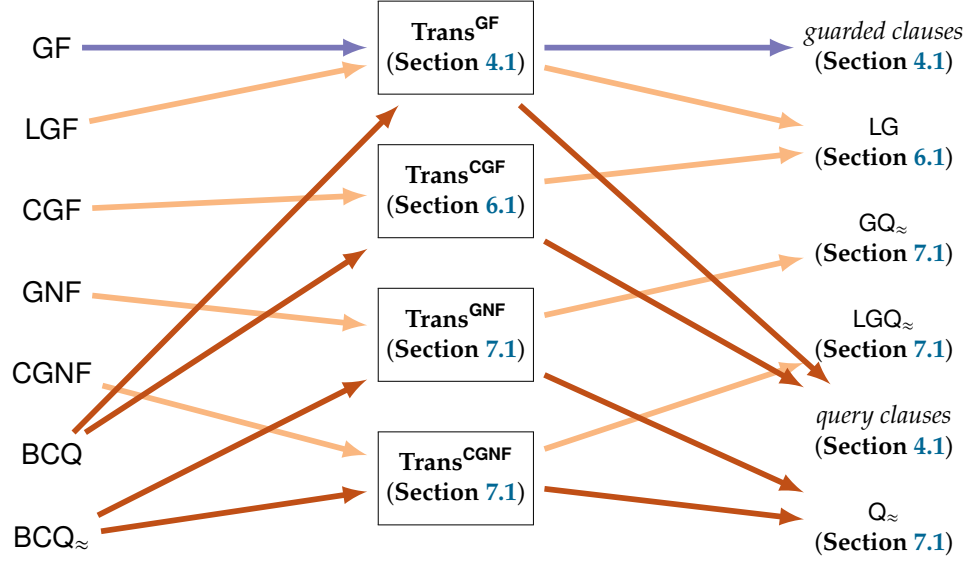 GF
LGF
CGF
GNF
CGNF
BCQ
BCQ≈
Trans^GF
(Section 4.1)
Trans^CGF
(Section 6.1)
Trans^GNF
(Section 7.1)
Trans^CGNF
(Section 7.1)
guarded clauses
(Section 4.1)
LG
(Section 6.1)
GQ≈
(Section 7.1)
LGQ≈
(Section 7.1)
query clauses
(Section 4.1)
Q≈
(Section 7.1)